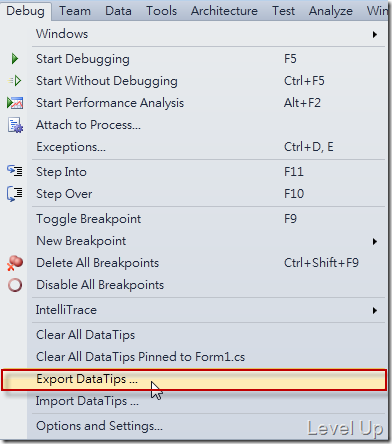 Debug Team Data Tools Architecture Test Analyze Win
Windows
Start Debugging F5
Start Without Debugging Ctrl+F5
Start Performance Analysis Alt+F2
Attach to Process...
Exceptions... Ctrl+D, E
Step Into F11
Step Over F10
Toggle Breakpoint F9
New Breakpoint
Delete All Breakpoints Ctrl+Shift+F9
Disable All Breakpoints
IntelliTrace
Clear All DataTips
Clear All DataTips Pinned to Form1.cs
Export DataTips ...
Import DataTips ...
Options and Settings...
Level Up